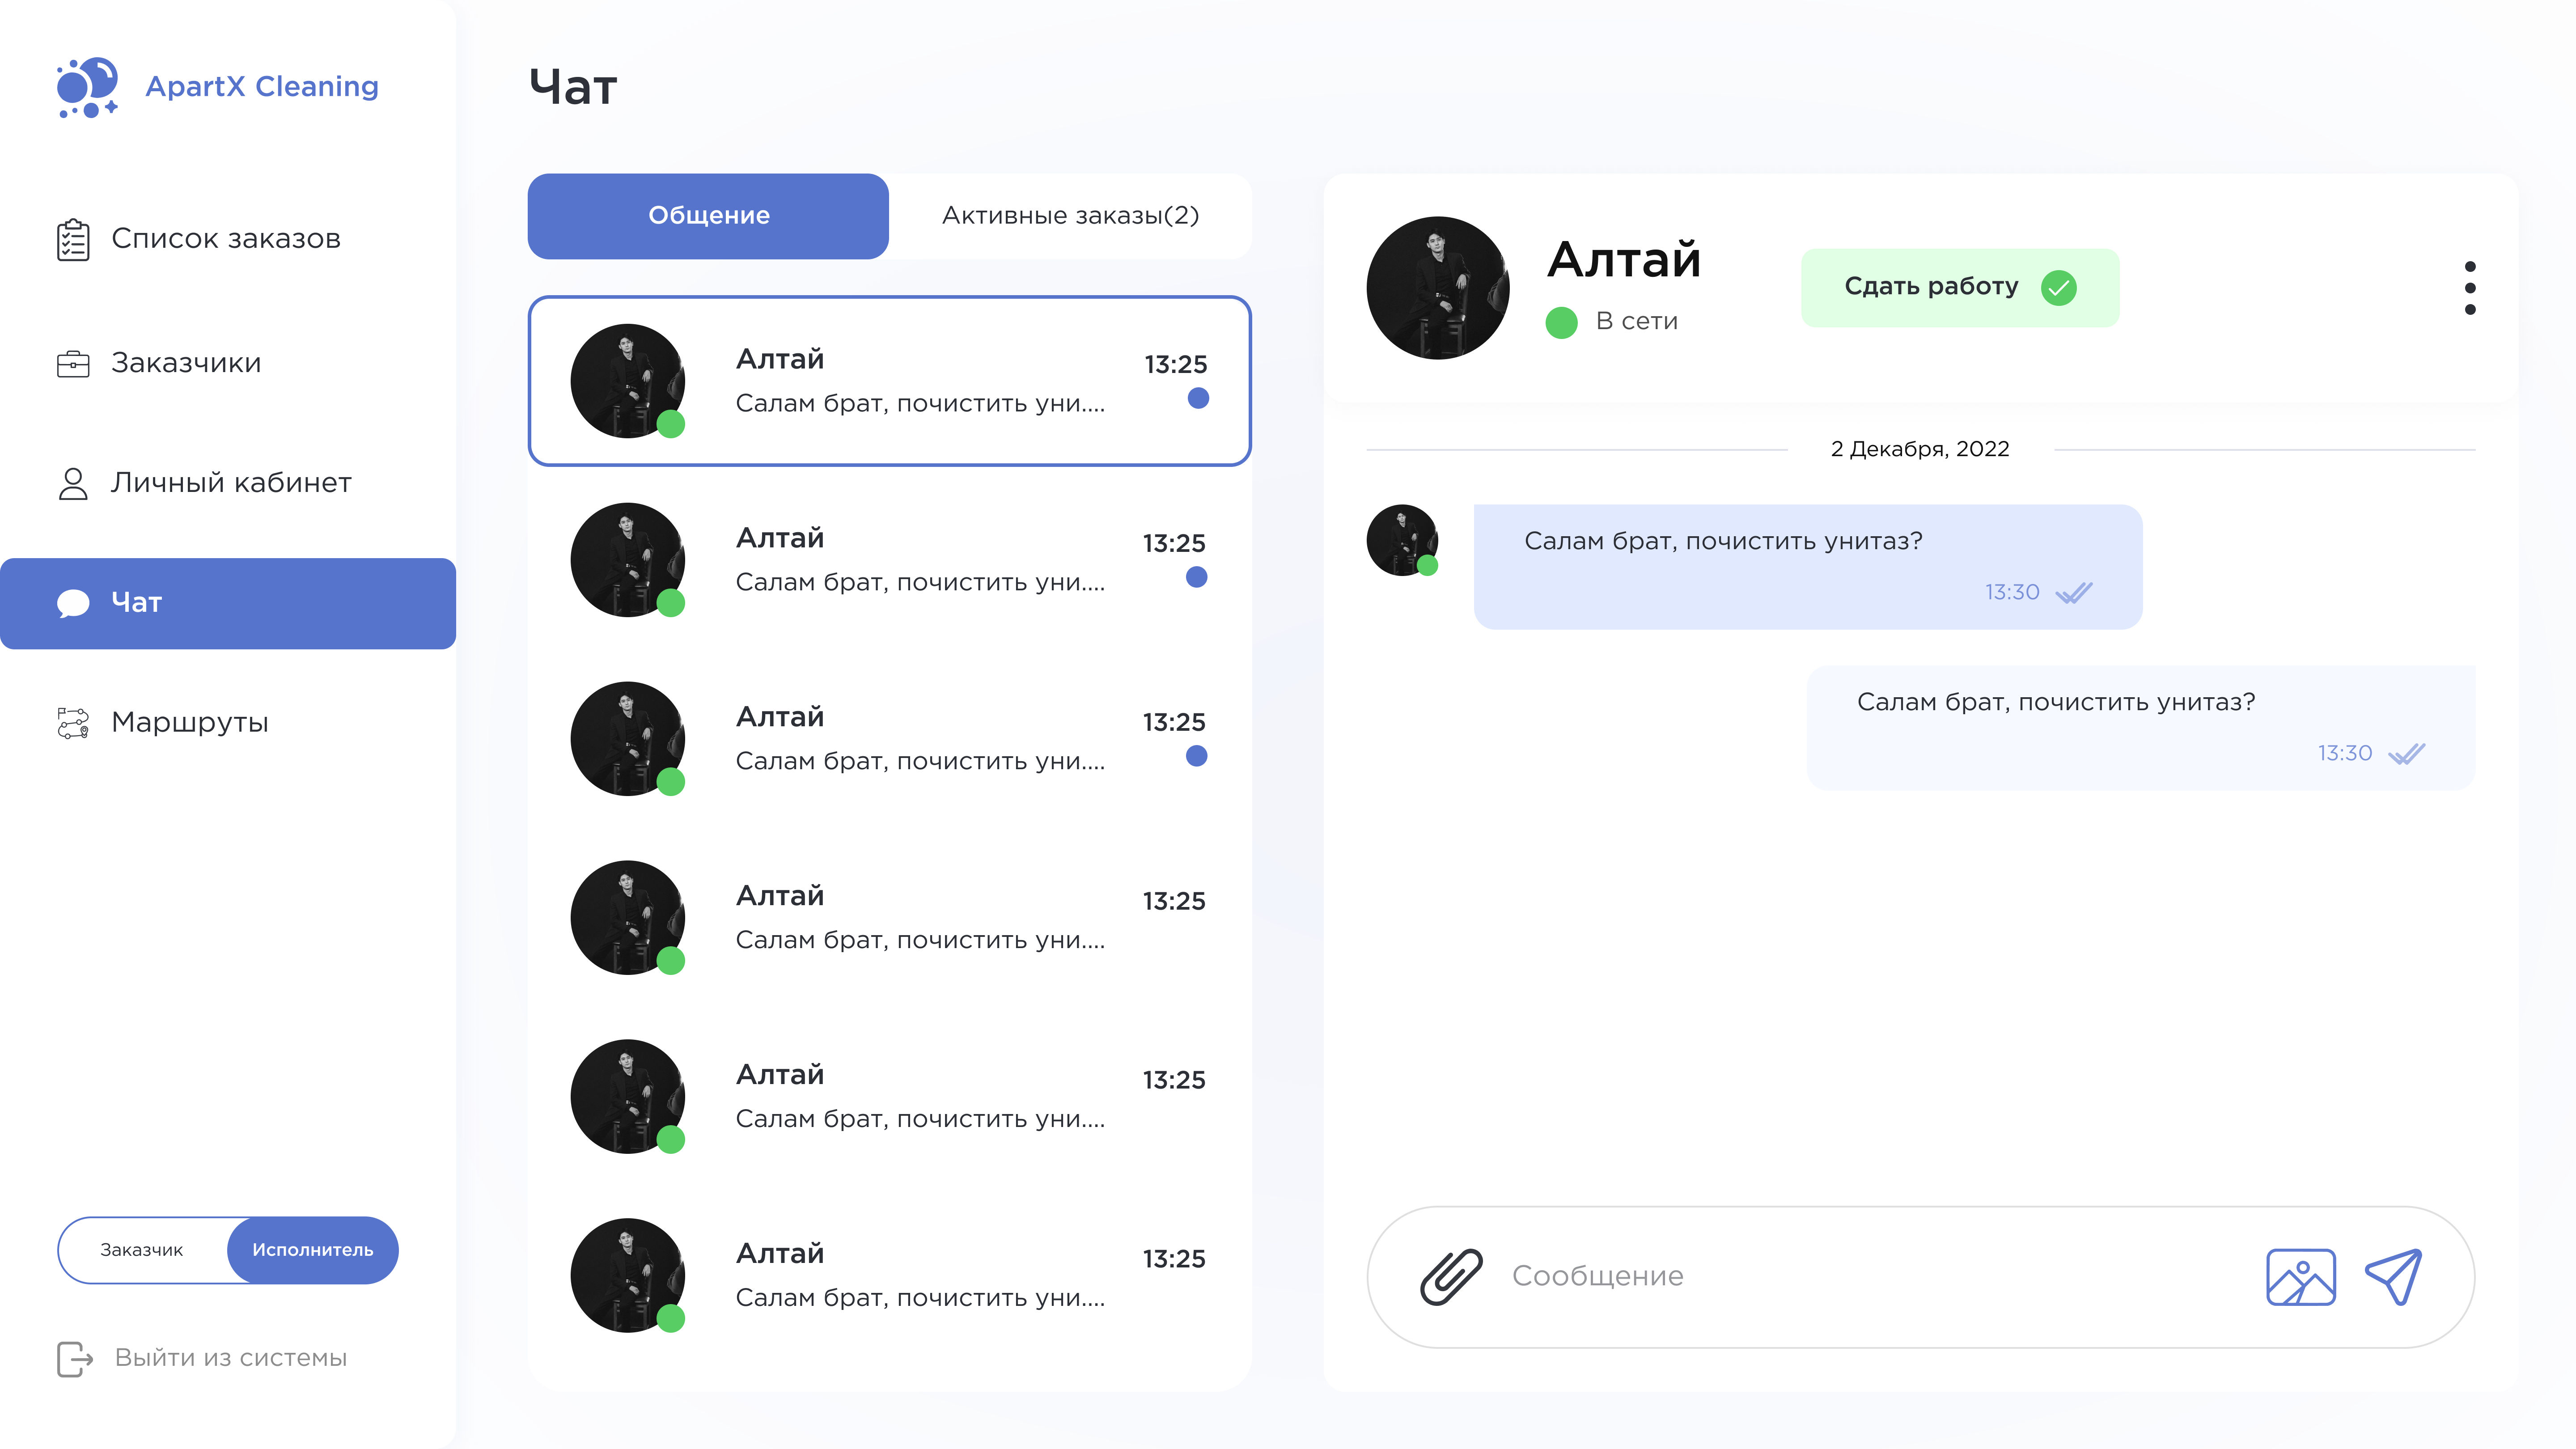 ApartX Cleaning
Список заказов
Заказчики
Личный кабинет
Чат
Маршруты
Заказчик
Исполнитель
Выйти из системы
Чат
Общение
Активные заказы(2)
Алтай
13:25
Салам брат, почистить уни....
Алтай
13:25
Салам брат, почистить уни....
Алтай
13:25
Салам брат, почистить уни....
Алтай
13:25
Салам брат, почистить уни....
Алтай
13:25
Салам брат, почистить уни....
Алтай
13:25
Салам брат, почистить уни....
Алтай
В сети
Сдать работу
2 Декабря, 2022
Салам брат, почистить унитаз?
13:30
Салам брат, почистить унитаз?
13:30
Сообщение